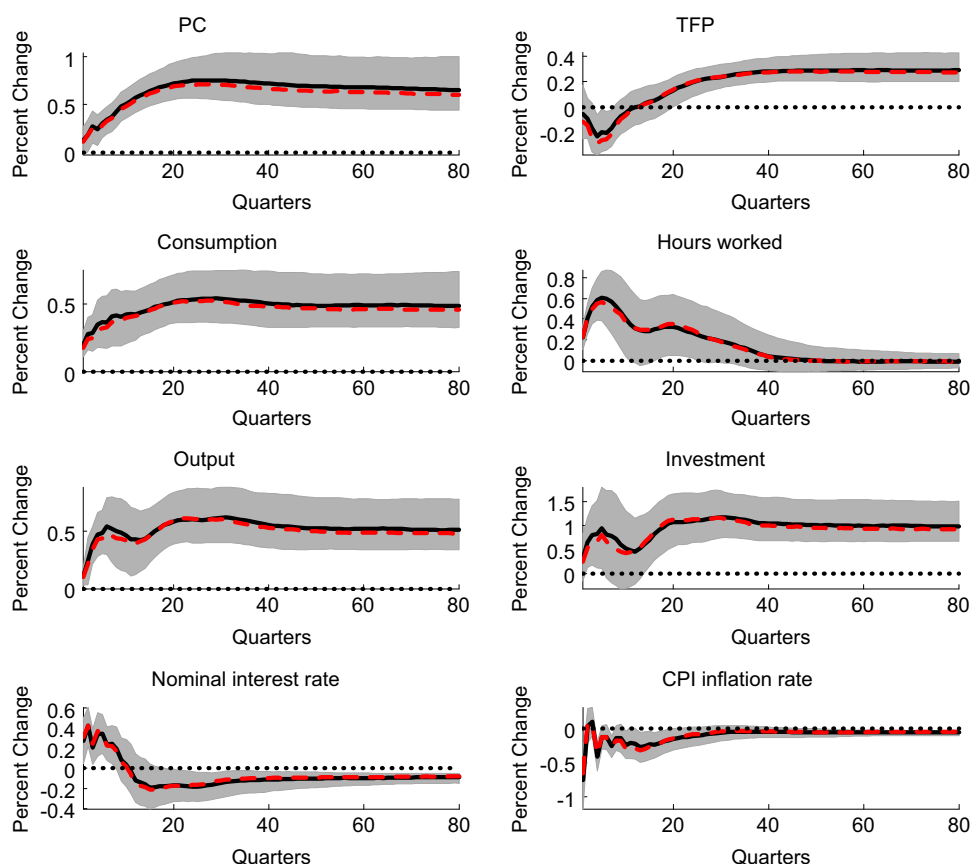 PC
Percent Change
1
0.5
0
20
40
60
80
Quarters
TFP
Percent Change
0.4
0.2
0
-0.2
20
40
60
80
Quarters
Consumption
Percent Change
0.5
0
20
40
60
80
Quarters
Hours worked
Percent Change
0.8
0.6
0.4
0.2
0
20
40
60
80
Quarters
Output
Percent Change
0.5
0
20
40
60
80
Quarters
Investment
Percent Change
1.5
1
0.5
0
20
40
60
80
Quarters
Nominal interest rate
Percent Change
0.6
0.4
0.2
0
-0.2
-0.4
20
40
60
80
Quarters
CPI inflation rate
Percent Change
0
-0.5
-1
20
40
60
80
Quarters